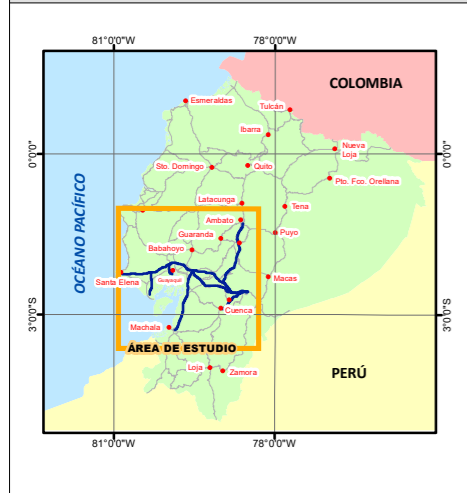 81°0'0"W
78°0'0"W
COLOMBIA
Esmeraldas
Tulcán
Ibarra
0°0'0"
Nueva
Loja
0°0'0"
Sto. Domingo
Quito
Pto. Fco. Orellana
OCÉANO PACÍFICO
Latacunga
Tena
Ambato
Guaranda
Puyo
Babahoyo
Santa Elena
Guayaquil
Macas
3°0'0"S
Cuenca
3°0'0"S
Machala
ÁREA DE ESTUDIO
Loja
Zamora
PERÚ
81°0'0"W
78°0'0"W